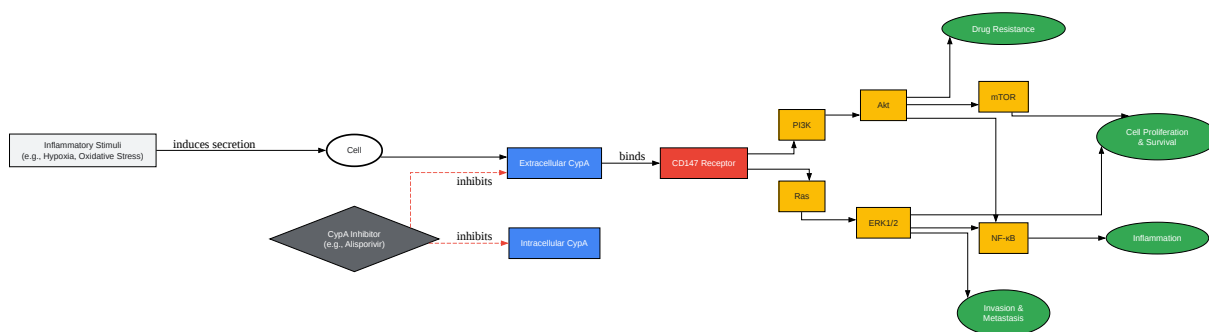 Drug Resistance
mTOR
Akt
PI3K
Cell Proliferation
& Survival
Inflammatory Stimuli
(e.g., Hypoxia, Oxidative Stress)
induces secretion
Cell
Extracellular CypA
binds
CD147 Receptor
inhibits
Ras
ERK1/2
CypA Inhibitor
(e.g., Alisporivir)
inhibits
Intracellular CypA
NF-κB
Inflammation
Invasion &
Metastasis